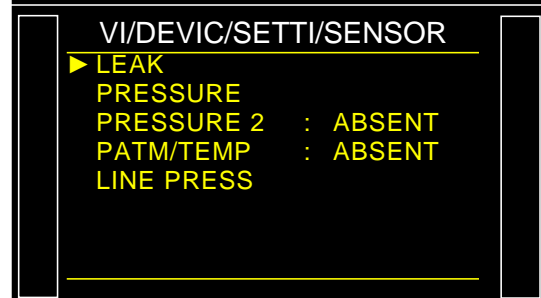 VI/DEVIC/SETTI/SENSOR
► LEAK
PRESSURE
PRESSURE 2 : ABSENT
PATM/TEMP : ABSENT
LINE PRESS